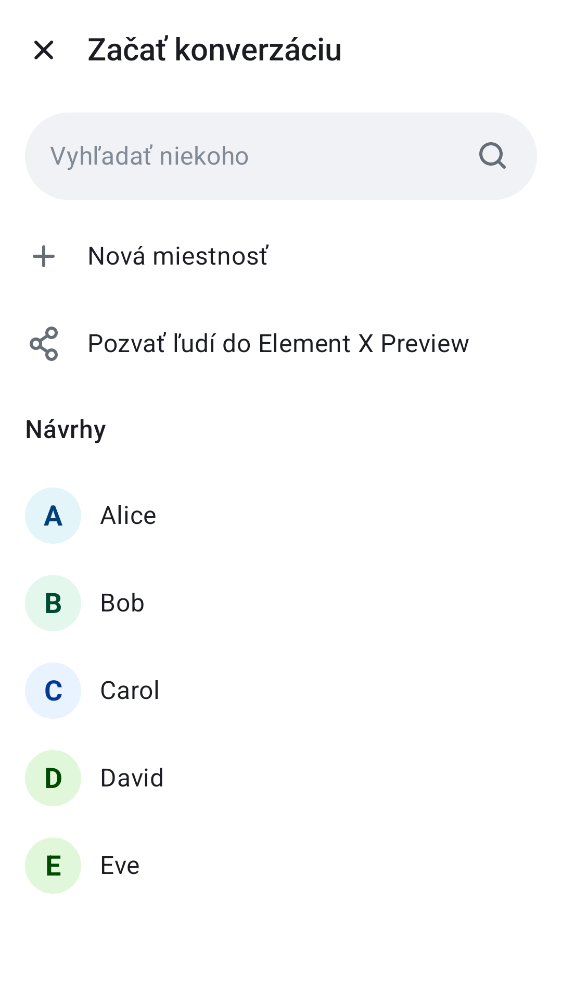 Začať konverzáciu
Vyhľadať niekoho
Nová miestnosť
Pozvať ľudí do Element X Preview
Návrhy
A Alice
B Bob
C Carol
D David
E Eve